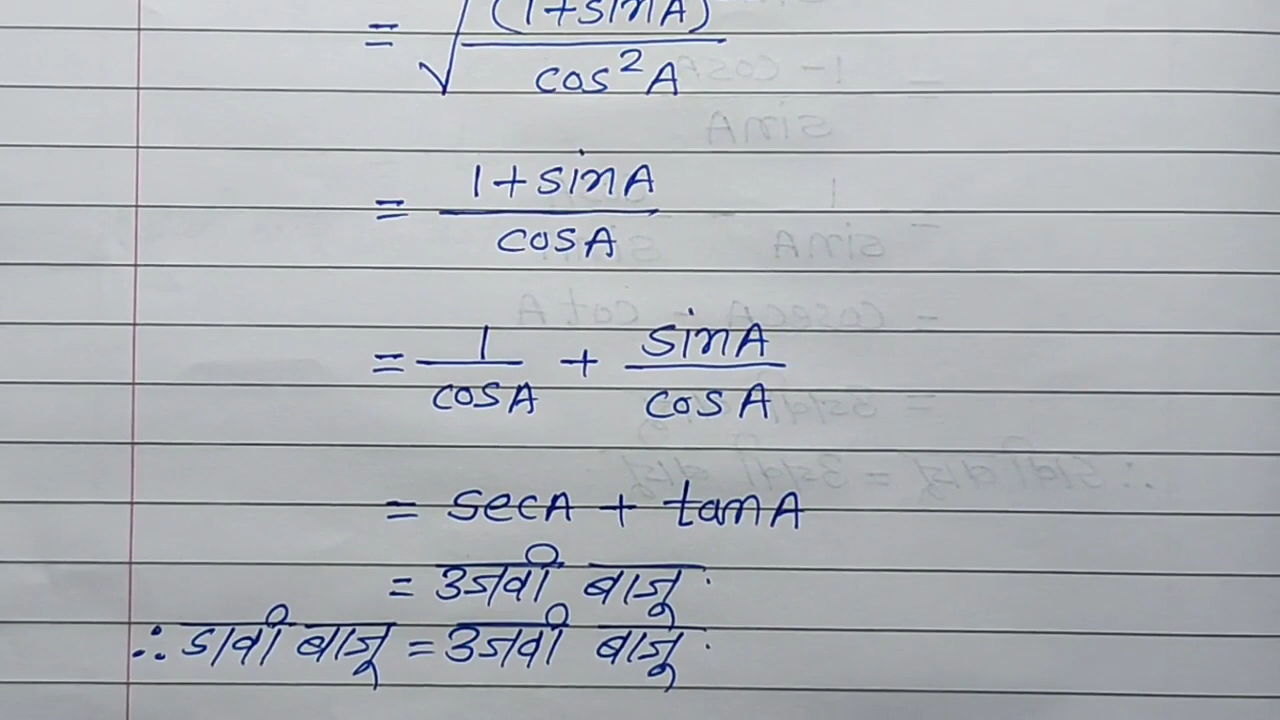 = √(1+sinA) / cos²A
= 1+sinA / cosA
= 1/cosA + sinA/cosA
= secA + tanA
= उजवी बाजू.
∴ डावी बाजू = उजवी बाजू.